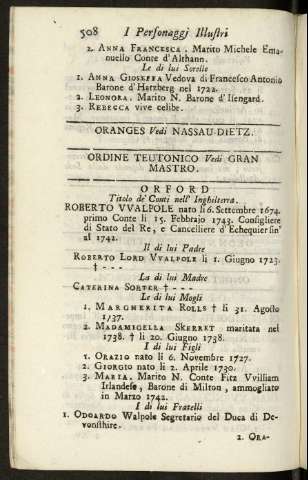 508 I Personaggi Illustri
2. ANNA FRANCESCA. Marito Michele Ema-
nuello Conte d'Althann.
Le di lui Sorelle
1. ANNA GIOSEFFA Vedova di Francesco Antonio
Barone d'Hartzberg nel 1722.
2. LEONORA. Marito N. Barone d'Isengard.
3. REBECCA vive celibe.
ORANGES Vedi NASSAU-DIETZ.
ORDINE TEUTONICO Vedi GRAN
MASTRO.
ORFORD
Titolo de' Conti nell' Inghilterra.
ROBERTO VVALPOLE nato li 6. Settembre 1674.
primo Conte li 15. Febbrajo 1743. Consigliere
di Stato del Re, e Cancelliere d'Echequier sin'
al 1742.
Il di lui Padre
ROBERTO LORD VVALPOLE li 1. Giugno 1723.
† - - -
La di lui Madre
CATERINA SORTER † - - -
Le di lui Mogli
1. MARGHERITA ROLLS † li 31. Agosto
1737.
2. MADAMIGELLA SKERRET maritata nel
1738. † li 20. Giugno 1738.
I di lui Figli
1. ORAZIO nato li 6. Novembre 1727.
2. GIORGIO nato li 2. Aprile 1730.
3. MARIA. Marito N. Conte Fitz VVilliam
Irlandese, Barone di Milton, ammogliato
in Marzo 1742.
I di lui Fratelli
1. ODOARDO Walpole Segretario del Duca di De-
vonsthire.
2. ORA-